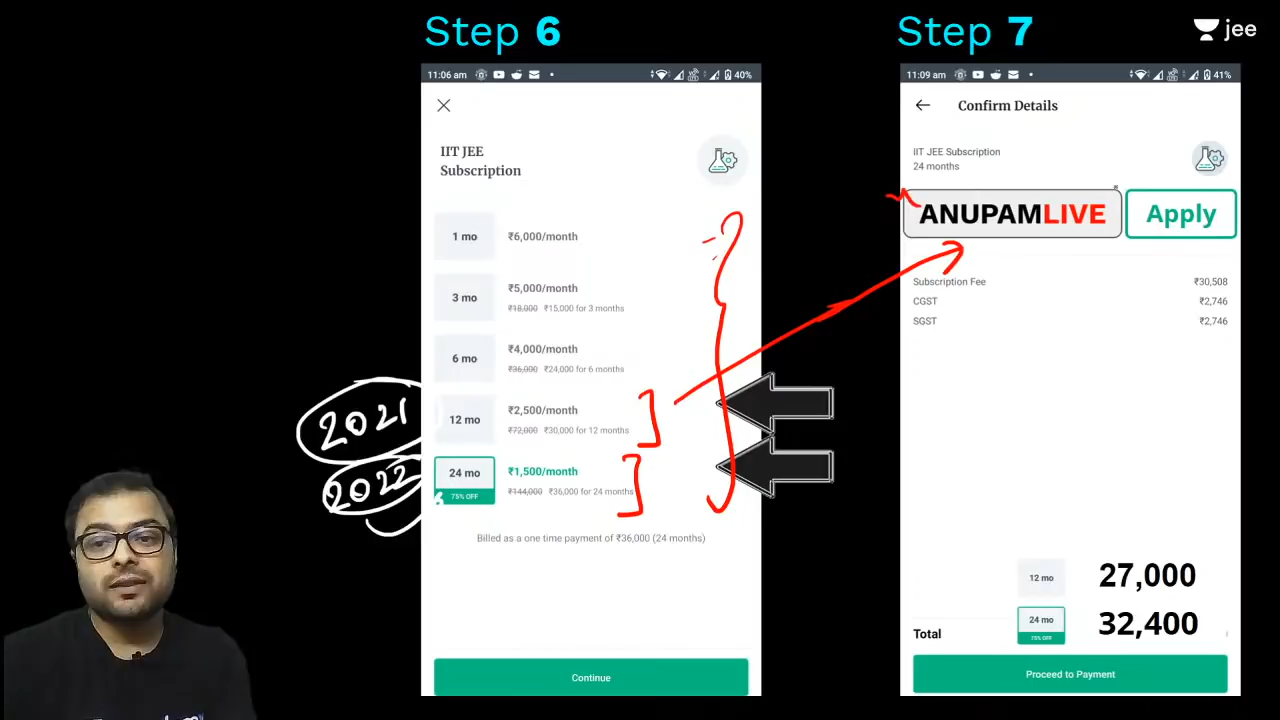 Step 6
11:06 am
40%
IIT JEE
Subscription
1 mo
₹6,000/month
3 mo
₹5,000/month
₹18,000 ₹15,000 for 3 months
6 mo
₹4,000/month
₹36,000 ₹24,000 for 6 months
12 mo
₹2,500/month
₹72,000 ₹30,000 for 12 months
24 mo
75% OFF
₹1,500/month
₹144,000 ₹36,000 for 24 months
Billed as a one time payment of ₹36,000 (24 months)
Continue
2021
2022
Step 7
jee
11:09 am
41%
Confirm Details
IIT JEE Subscription
24 months
ANUPAMLIVE
Apply
Subscription Fee ₹30,508
CGST ₹2,746
SGST ₹2,746
12 mo 27,000
24 mo 32,400
75% OFF
Total
Proceed to Payment